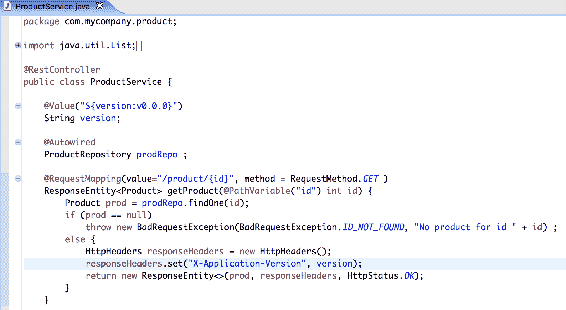 ProductService.java
package com.mycompany.product;
import java.util.List;
@RestController
public class ProductService {
@Value("${version:v0.0.0}")
String version;
@Autowired
ProductRepository prodRepo ;
@RequestMapping(value="/product/{id}", method = RequestMethod.GET )
ResponseEntity<Product> getProduct(@PathVariable("id") int id) {
Product prod = prodRepo.findOne(id);
if (prod == null)
throw new BadRequestException(BadRequestException.ID_NOT_FOUND, "No product for id " + id) ;
else {
HttpHeaders responseHeaders = new HttpHeaders();
responseHeaders.set("X-Application-Version", version);
return new ResponseEntity<>(prod, responseHeaders, HttpStatus.OK);
}
}